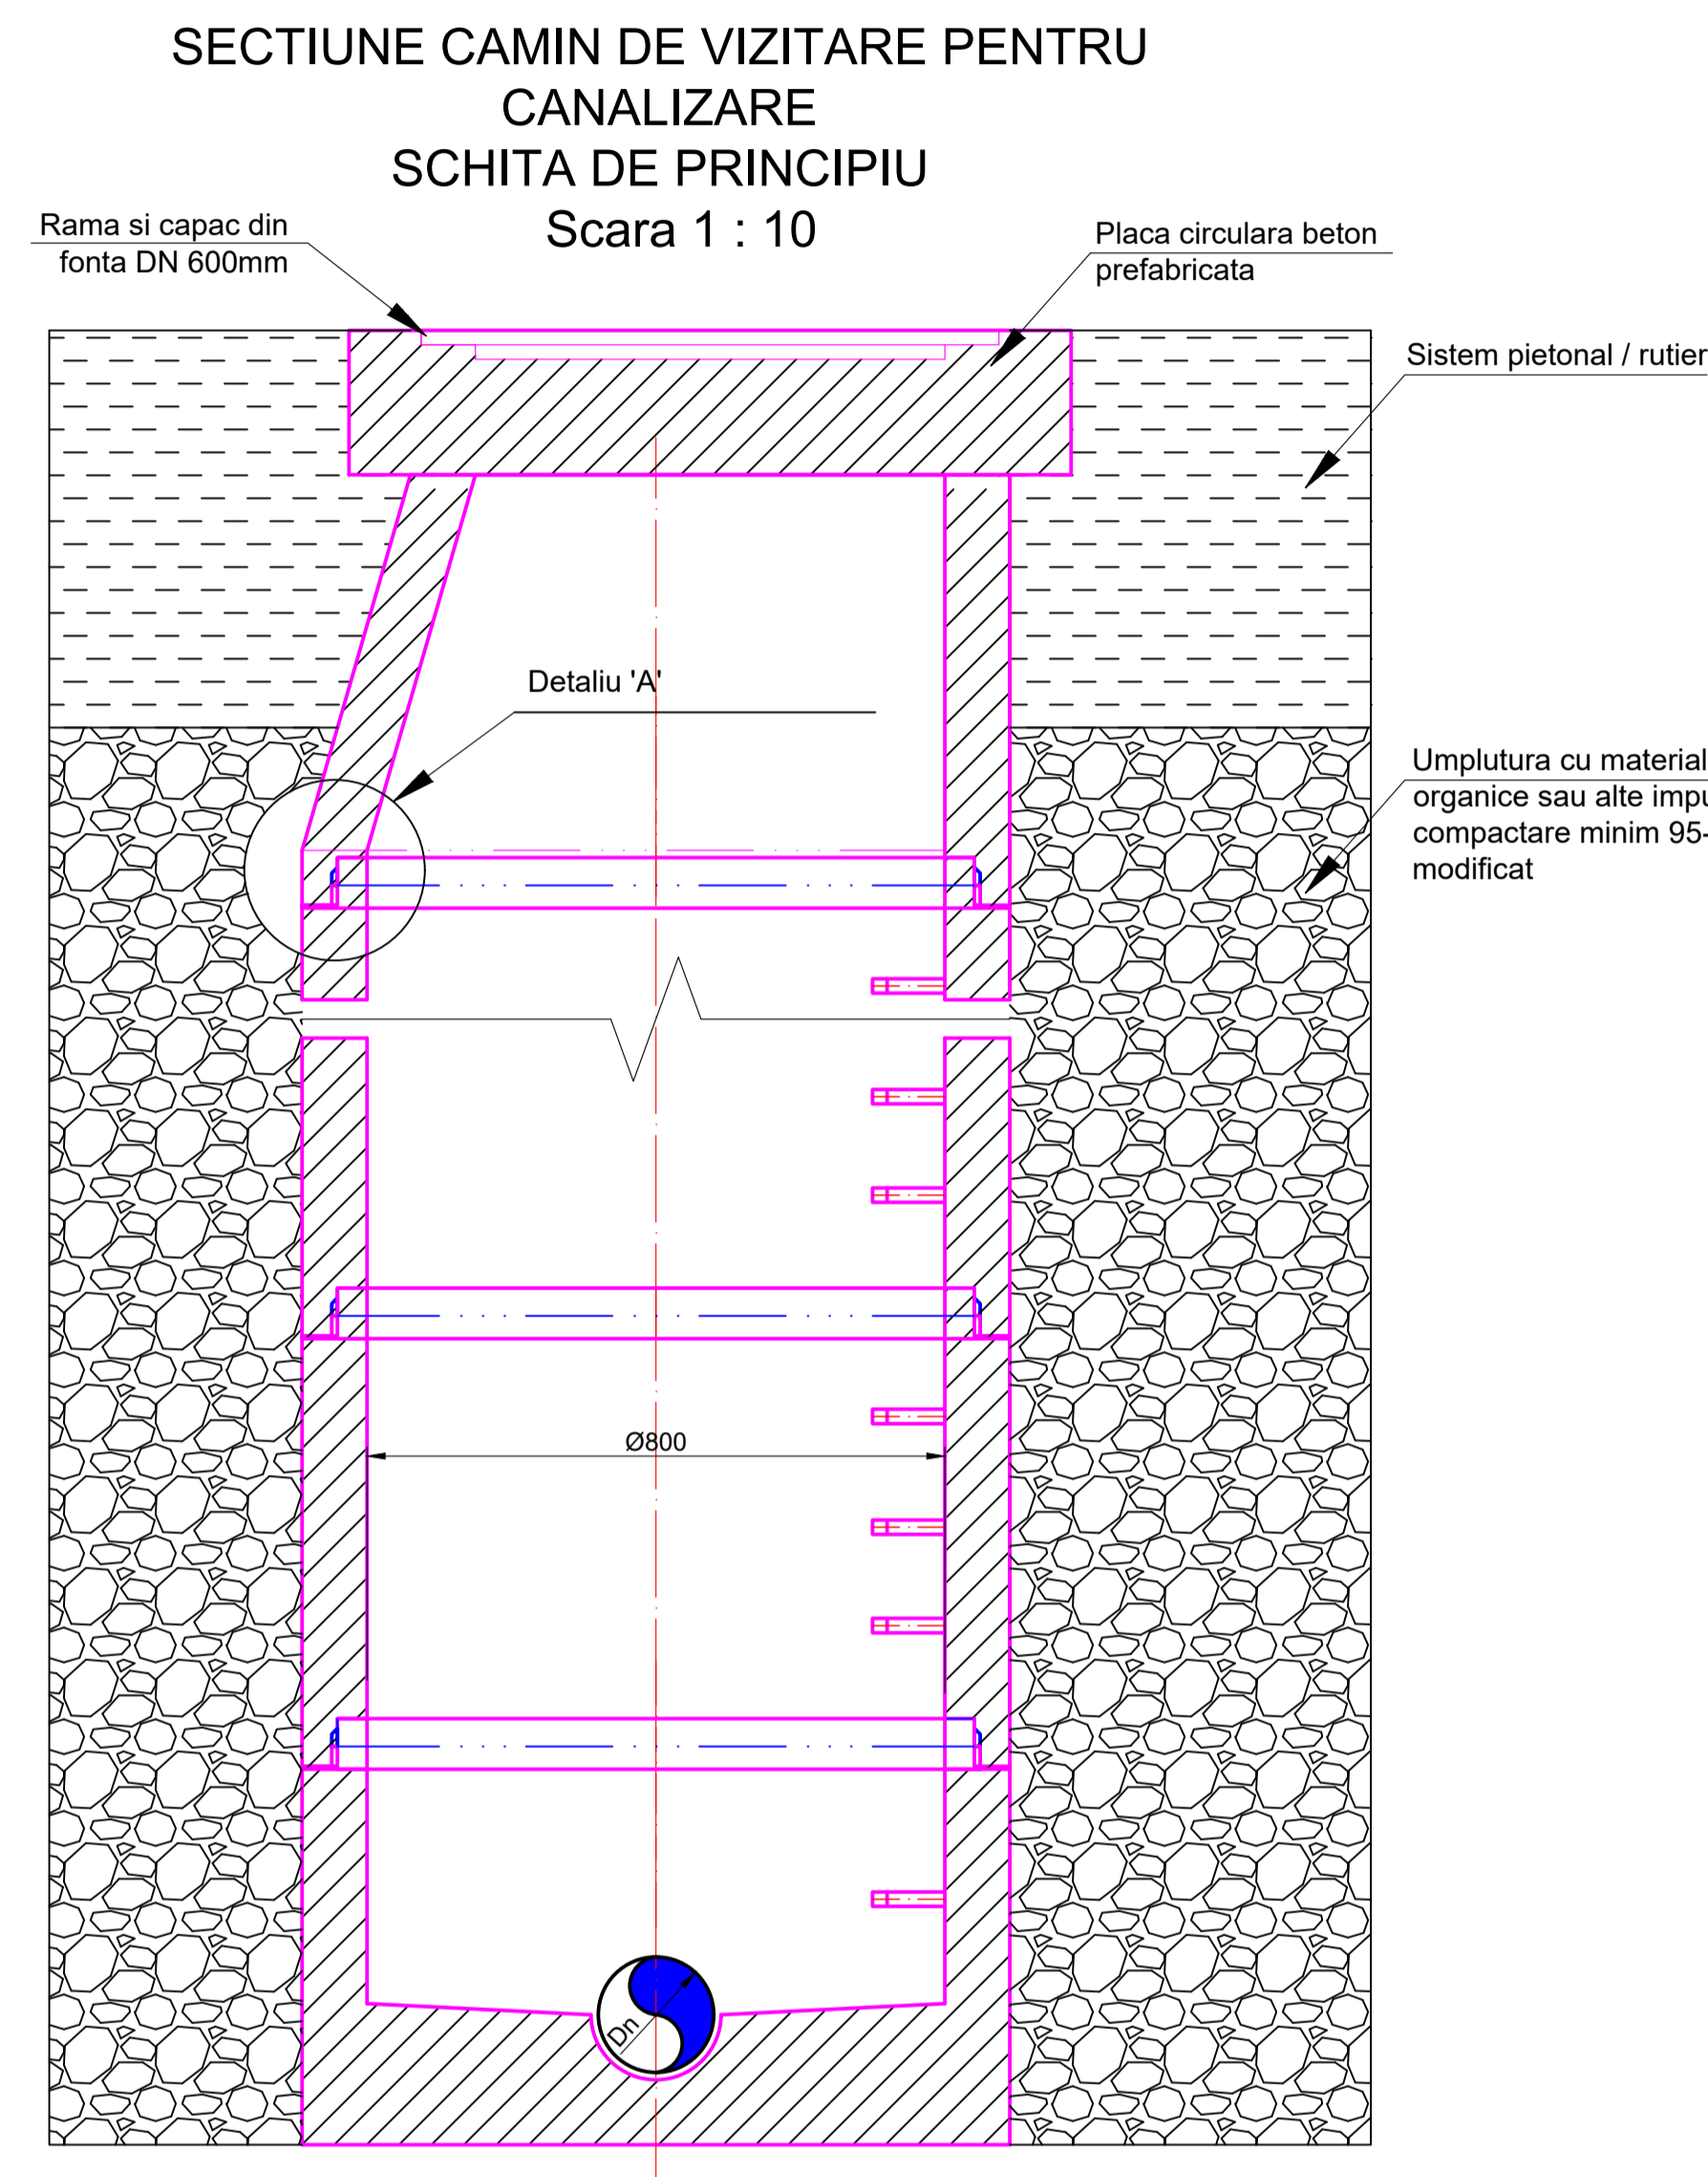 SECTIUNE CAMIN DE VIZITARE PENTRU
CANALIZARE
SCHITA DE PRINCIPIU
Scara 1 : 10
Rama si capac din
fonta DN 600mm
Placa circulara beton
prefabricata
Sistem pietonal / rutier
Detaliu 'A'
Umplutura cu material
organice sau alte
compactare minim 95-
modificat
Ø800
Dn